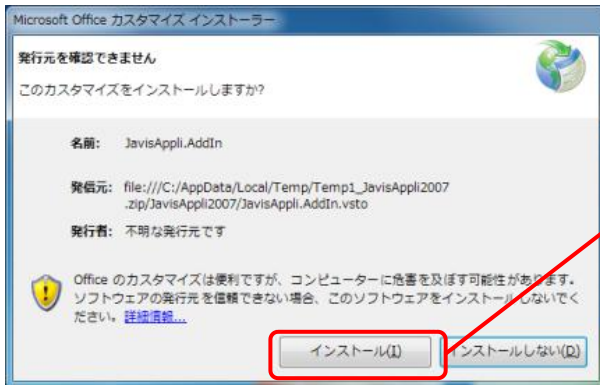 Microsoft Office カスタマイズ インストーラー
発行元を確認できません
このカスタマイズをインストールしますか?
名前: JavisAppli.AddIn
発信元: file:///C:/AppData/Local/Temp/Temp1_JavisAppli2007
.zip/JavisAppli2007/JavisAppli.AddIn.vsto
発行者: 不明な発行元です
Office のカスタマイズは便利ですが、コンピューターに危害を及ぼす可能性があります。
ソフトウェアの発行元を信頼できない場合、このソフトウェアをインストールしないでく
ださい。 詳細情報...
インストール(I) インストールしない(D)